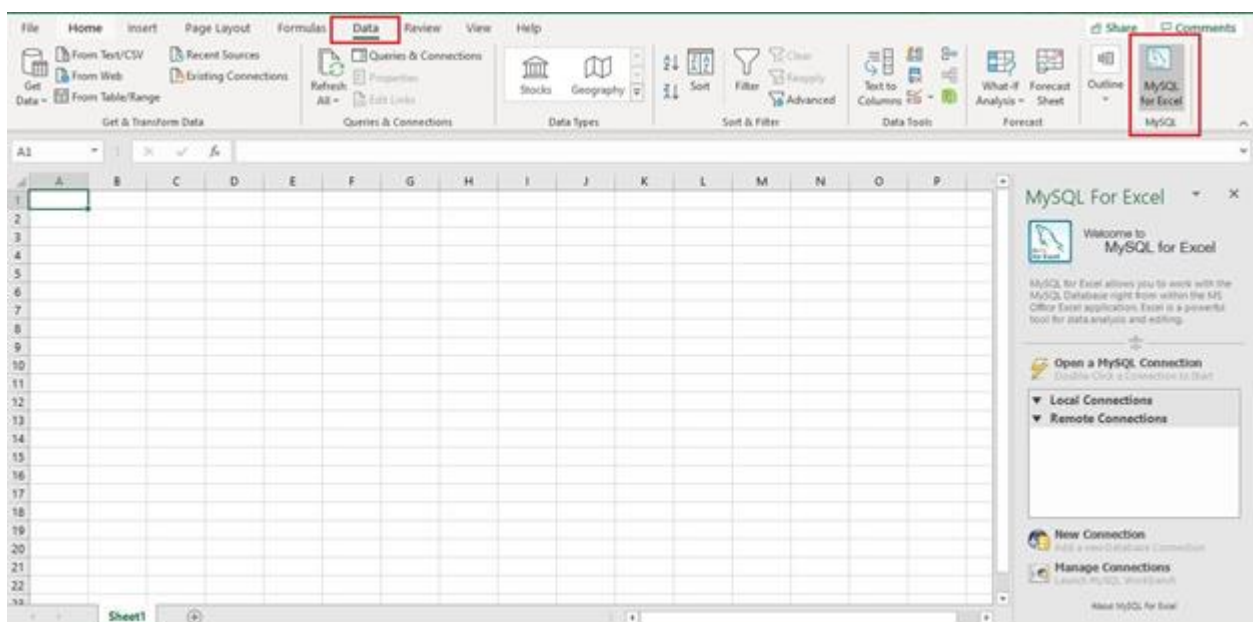 File Home Insert Page Layout Formulas Data Review View Help Share Comments
From Text/CSV Recent Sources Queries & Connections Clear
From Web Existing Connections Properties Reapply
Get Data From Table/Range Refresh All Edit Links Stocks Geography Sort Filter Advanced Text to Columns What-If Analysis Forecast Sheet Outline MySQL for Excel
Get & Transform Data Queries & Connections Data Types Sort & Filter Data Tools Forecast MySQL
A1 fx
A B C D E F G H I J K L M N O P
MySQL For Excel
1
2
Welcome to
3
MySQL for Excel
4
5
6
MySQL for Excel allows you to work with the
MySQL Database right from within the MS
Office Excel application. Excel is a powerful
tool for data analysis and editing.
7
8
9
10
Open a MySQL Connection
Double-Click a Connection to Start
11
12
Local Connections
13
Remote Connections
14
15
16
17
18
19
New Connection
20
Add a new Database Connection
21
Manage Connections
Launch MySQL Workbench
22
23
About MySQL for Excel
Sheet1